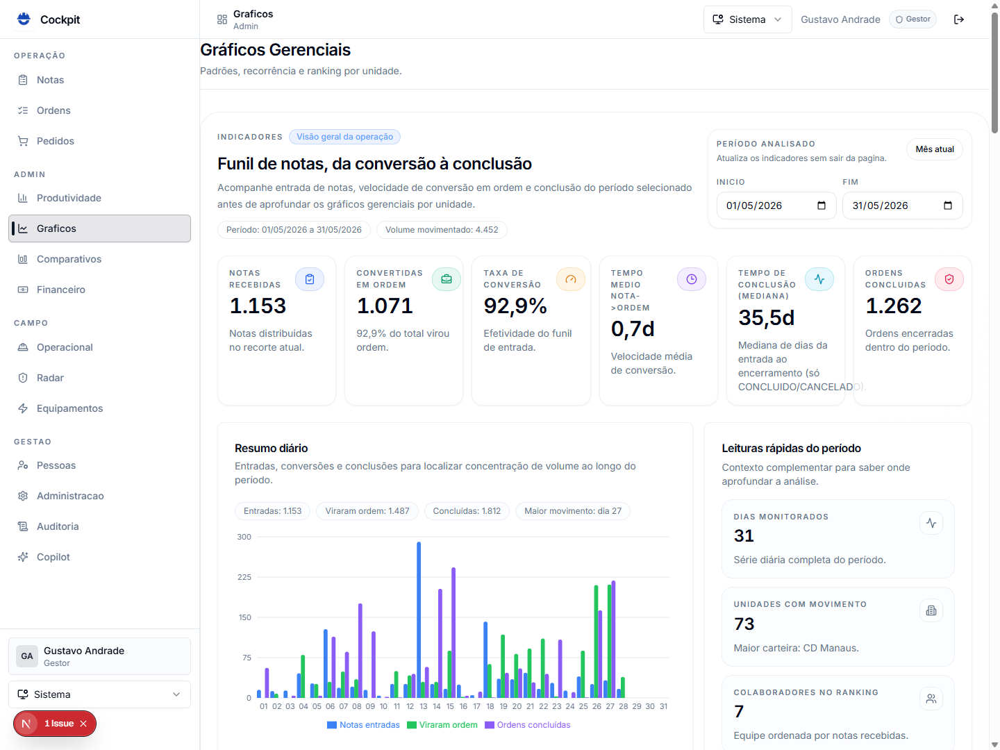 Cockpit
OPERAÇÃO
Notas
Ordens
Pedidos
ADMIN
Produtividade
Graficos
Comparativos
Financeiro
CAMPO
Operacional
Radar
Equipamentos
GESTAO
Pessoas
Administracao
Auditoria
Copilot
GA
Gustavo Andrade
Gestor
Sistema
N
1 Issue
Graficos
Admin
Sistema
Gustavo Andrade
Gestor
Gráficos Gerenciais
Padrões, recorrência e ranking por unidade.
INDICADORES
Visão geral da operação
Funil de notas, da conversão à conclusão
Acompanhe entrada de notas, velocidade de conversão em ordem e conclusão do período selecionado
antes de aprofundar os gráficos gerenciais por unidade.
Período: 01/05/2026 a 31/05/2026
Volume movimentado: 4.452
PERÍODO ANALISADO
Atualiza os indicadores sem sair da pagina.
Mês atual
INICIO
FIM
01/05/2026
31/05/2026
NOTAS
RECEBIDAS
1.153
Notas distribuidas
no recorte atual.
CONVERTIDAS
EM ORDEM
1.071
92,9% do total virou
ordem.
TAXA DE
CONVERSÃO
92,9%
Efetividade do funil
de entrada.
TEMPO
MEDIO
NOTA-
>ORDEM
0,7d
Velocidade média
de conversão.
TEMPO DE
CONCLUSÃO
(MEDIANA)
35,5d
Mediana de dias da
entrada ao
encerramento (só
CONCLUIDO/CANCELADO).
ORDENS
CONCLUIDAS
1.262
Ordens encerradas
dentro do periodo.
Resumo diário
Entradas, conversões e conclusões para localizar concentração de volume ao longo do
período.
Entradas: 1.153
Viraram ordem: 1.487
Concluídas: 1.812
Maior movimento: dia 27
300
225
150
75
0
01 02 03 04 05 06 07 08 09 10 11 12 13 14 15 16 17 18 19 20 21 22 23 24 25 26 27 28 29 30 31
Notas entradas
Viraram ordem
Ordens concluídas
Leituras rápidas do período
Contexto complementar para saber onde
aprofundar a análise.
DIAS MONITORADOS
31
Série diária completa do período.
UNIDADES COM MOVIMENTO
73
Maior carteira: CD Manaus.
COLABORADORES NO RANKING
7
Equipe ordenada por notas recebidas.